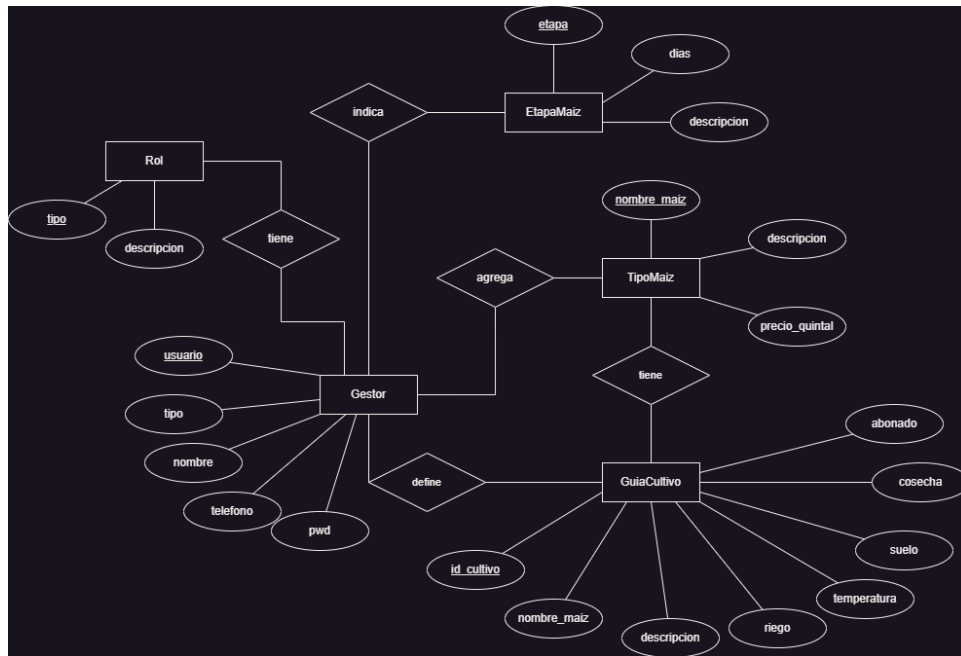 etapa
dias
indica
EtapaMaiz
descripcion
Rol
nombre_maiz
tipo
descripcion
tiene
descripcion
agrega
TipoMaiz
precio_quintal
usuario
tiene
Gestor
tipo
abonado
nombre
define
GuiaCultivo
cosecha
telefono
pwd
suelo
id_cultivo
temperatura
nombre_maiz
riego
descripcion